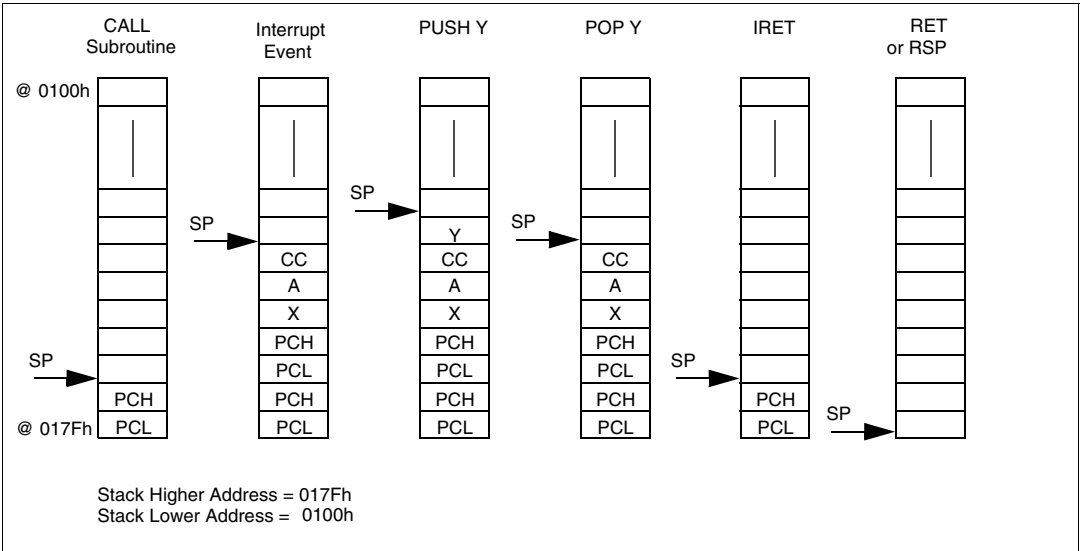 CALL
Subroutine
Interrupt
Event
PUSH Y
POP Y
IRET
RET
or RSP
@ 0100h
SP
PCH
@ 017Fh PCL
SP
CC
A
X
PCH
PCL
PCH
PCL
SP
Y
CC
A
X
PCH
PCL
PCH
PCL
SP
CC
A
X
PCH
PCL
PCH
PCL
SP
PCH
PCL
SP
Stack Higher Address = 017Fh
Stack Lower Address = 0100h